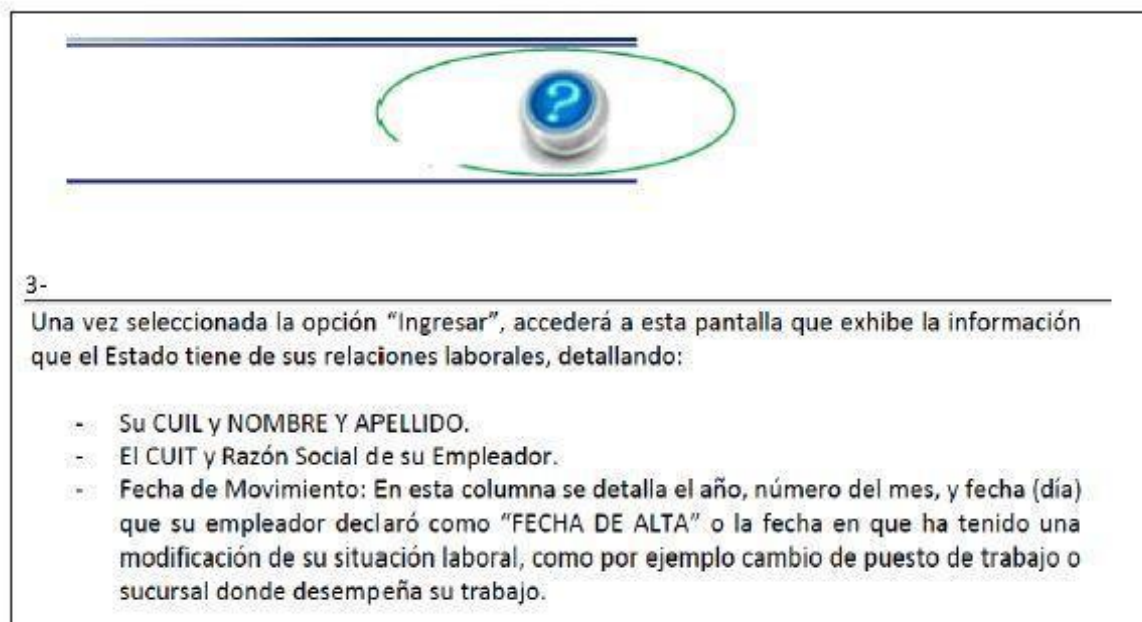 ?
3-
Una vez seleccionada la opción “Ingresar”, accederá a esta pantalla que exhibe la información
que el Estado tiene de sus relaciones laborales, detallando:
- Su CUIL y NOMBRE Y APELLIDO.
- El CUIT y Razón Social de su Empleador.
- Fecha de Movimiento: En esta columna se detalla el año, número del mes, y fecha (día)
que su empleador declaró como “FECHA DE ALTA” o la fecha en que ha tenido una
modificación de su situación laboral, como por ejemplo cambio de puesto de trabajo o
sucursal donde desempeña su trabajo.